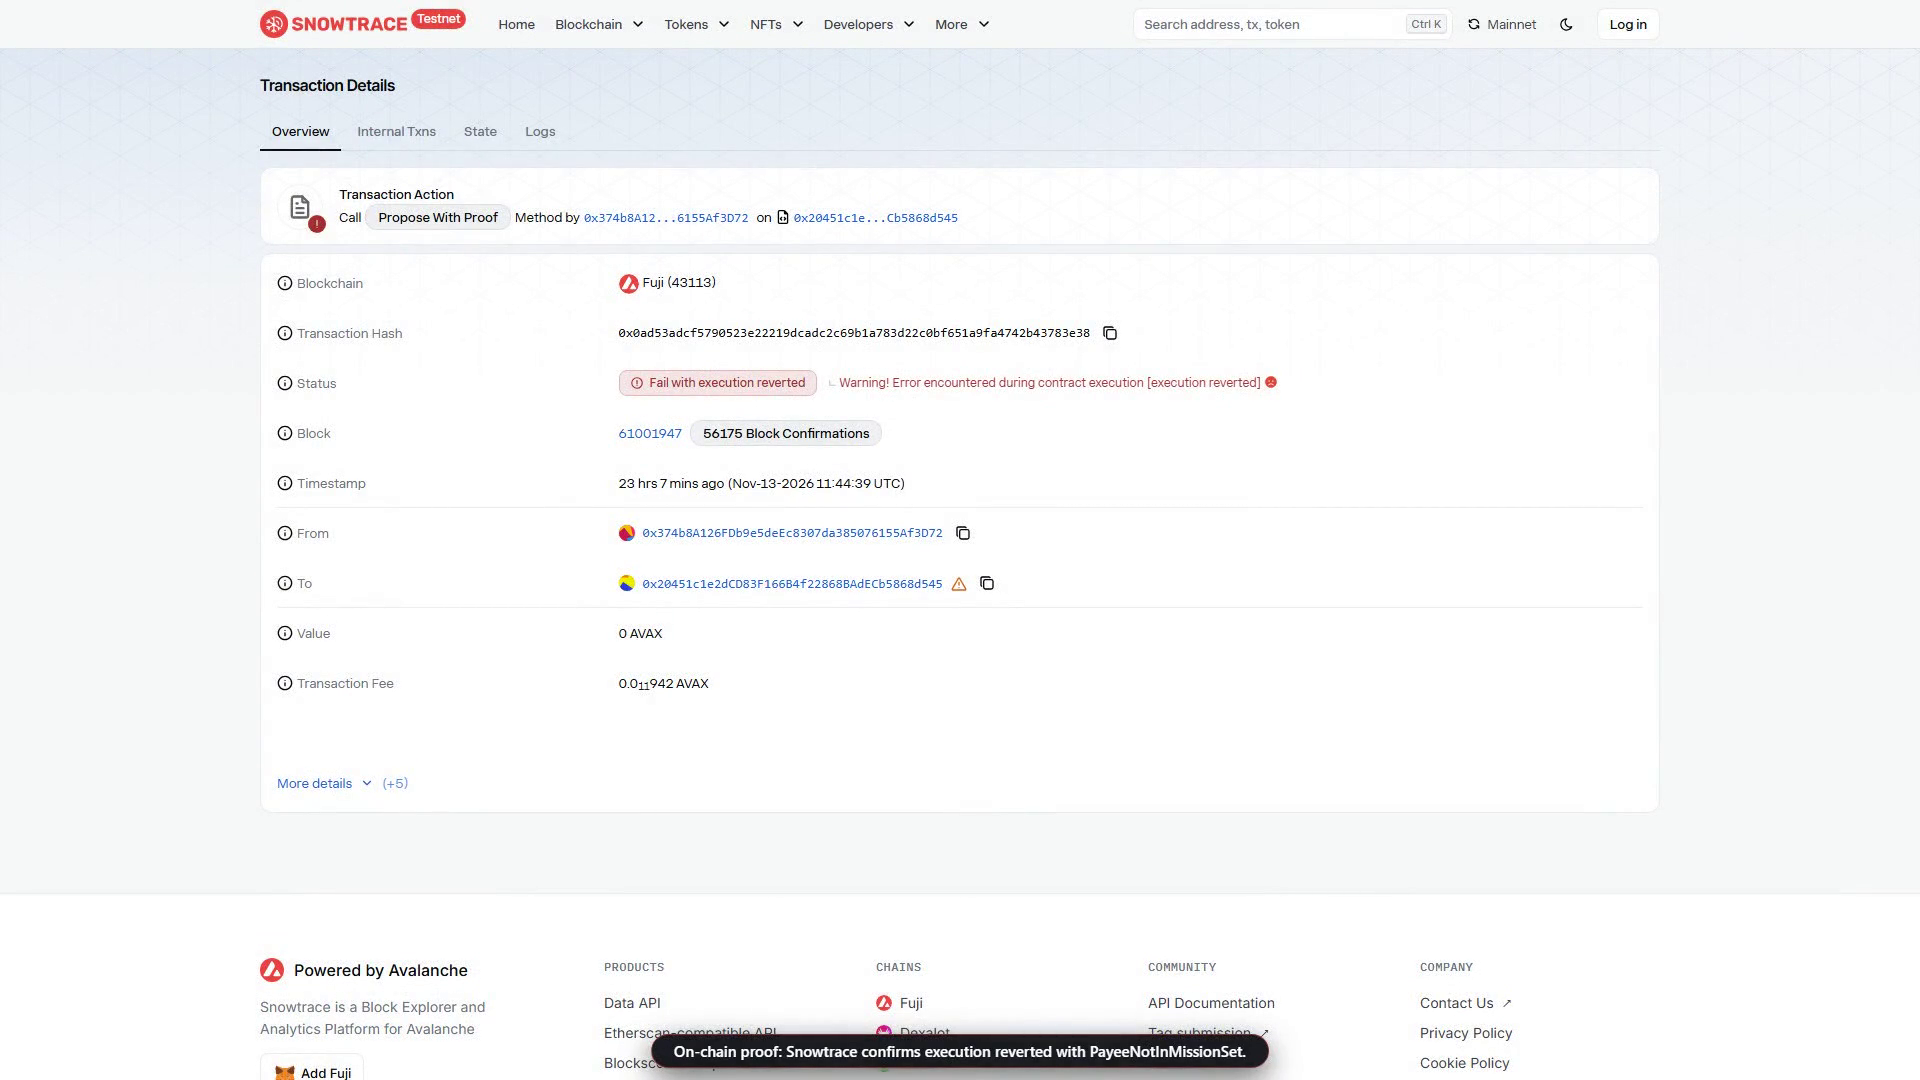 SNOWTRACE Testnet
Home Blockchain Tokens NFTs Developers More
Search address, tx, token Ctrl K
Mainnet
Log in
Transaction Details
Overview Internal Txns State Logs
Transaction Action
Call Propose With Proof Method by 0x374b8A12...6155Af3D72 on 0x20451c1e...Cb5868d545
Blockchain Fuji (43113)
Transaction Hash 0x0ad53adcf5790523e22219dcadc2c69b1a783d22c0bf651a9fa4742b43783e38
Status Fail with execution reverted Warning! Error encountered during contract execution [execution reverted]
Block 61001947 56175 Block Confirmations
Timestamp 23 hrs 7 mins ago (Nov-13-2026 11:44:39 UTC)
From 0x374b8A126FDb9e5deEc8307da385076155Af3D72
To 0x20451c1e2dCD83F166B4f22868BAdECb5868d545
Value 0 AVAX
Transaction Fee 0.0₁₁942 AVAX
More details (+5)
Powered by Avalanche
Snowtrace is a Block Explorer and
Analytics Platform for Avalanche
Add Fuji
PRODUCTS
Data API
Etherscan-compatible API
CHAINS
Fuji
Dexalot
COMMUNITY
API Documentation
Tag submission ↗
COMPANY
Contact Us ↗
Privacy Policy
Cookie Policy
On-chain proof: Snowtrace confirms execution reverted with PayeeNotInMissionSet.